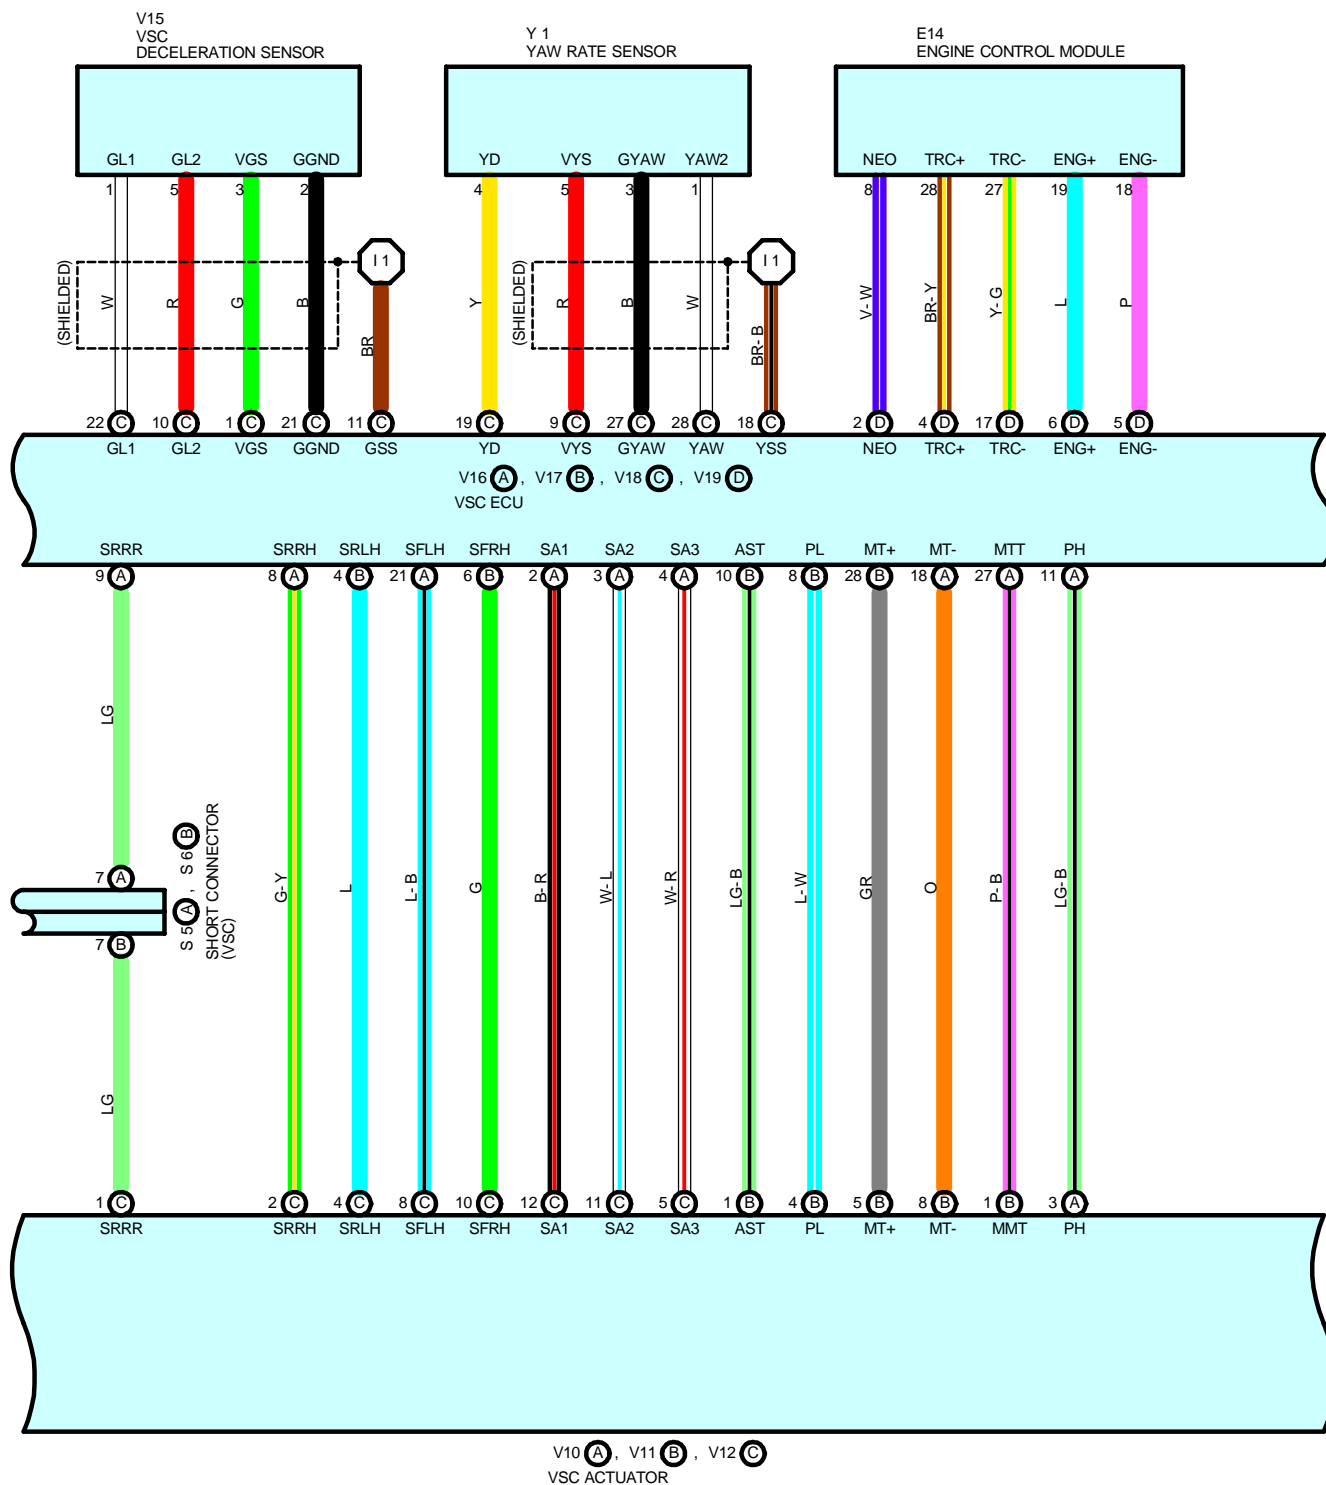 V15
VSC
DECELERATION SENSOR
Y 1
YAW RATE SENSOR
E14
ENGINE CONTROL MODULE
GL1 GL2 VGS GGND YD VYS GYAW YAW2 NEO TRC+ TRC- ENG+ ENG-
1 5 3 2 4 5 3 1 8 28 27 19 18
I 1 I 1
(SHIELDED) W R G B BR Y (SHIELDED) R B W BR- B V- W BR- Y Y- G L P
22 C 10 C 1 C 21 C 11 C 19 C 9 C 27 C 28 C 18 C 2 D 4 D 17 D 6 D 5 D
GL1 GL2 VGS GGND GSS YD VYS GYAW YAW YSS NEO TRC+ TRC- ENG+ ENG-
V16 A , V17 B , V18 C , V19 D
VSC ECU
SRRR SRRH SRLH SFLH SFRH SA1 SA2 SA3 AST PL MT+ MT- MTT PH
9 A 8 A 4 B 21 A 6 B 2 A 3 A 4 A 10 B 8 B 28 B 18 A 27 A 11 A
LG
7 A
S 5 A , S 6 B
SHORT CONNECTOR
(VSC)
G- Y L L- B G B- R W- L W- R LG- B L- W GR O P- B LG- B
7 B
LG
1 C 2 C 4 C 8 C 10 C 12 C 11 C 5 C 1 B 4 B 5 B 8 B 1 B 3 A
SRRR SRRH SRLH SFLH SFRH SA1 SA2 SA3 AST PL MT+ MT- MMT PH
V10 A , V11 B , V12 C
VSC ACTUATOR